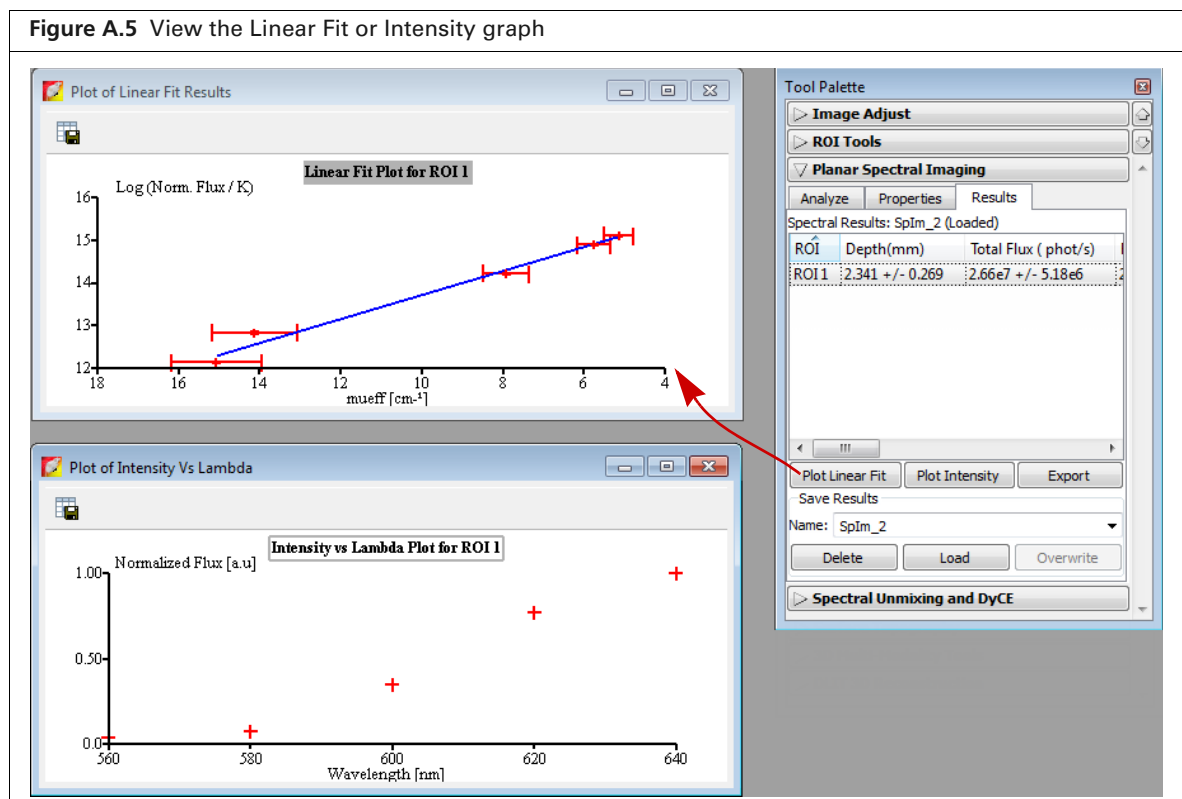 Figure A.5 View the Linear Fit or Intensity graph
Plot of Linear Fit Results
Linear Fit Plot for ROI 1
Log (Norm. Flux / K)
16
15
14
13
12
18 16 14 12 10 8 6 4
mueff [cm-¹]
Plot of Intensity Vs Lambda
Intensity vs Lambda Plot for ROI 1
Normalized Flux [a.u]
1.00
0.50
0.0
560 580 600 620 640
Wavelength [nm]
Tool Palette
Image Adjust
ROI Tools
Planar Spectral Imaging
Analyze Properties Results
Spectral Results: SpIm_2 (Loaded)
ROI Depth(mm) Total Flux ( phot/s)
ROI 1 2.341 +/- 0.269 2.66e7 +/- 5.18e6 2
Plot Linear Fit Plot Intensity Export
Save Results
Name: SpIm_2
Delete Load Overwrite
Spectral Unmixing and DyCE